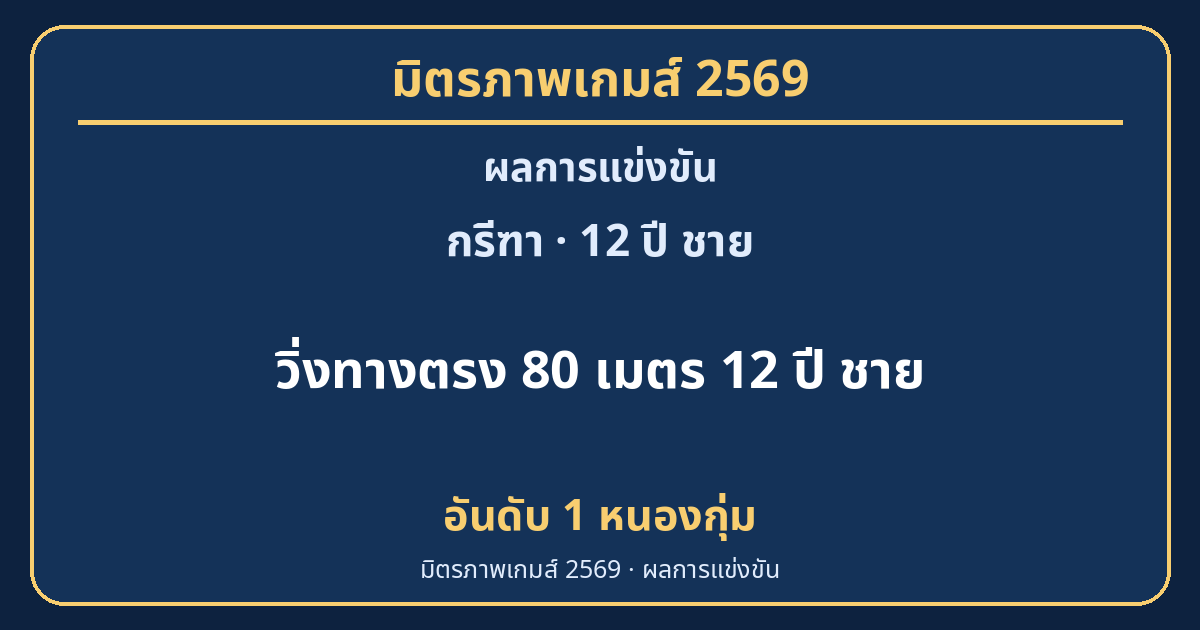 มิตรภาพเกมส์ 2569
ผลการแข่งขัน
กรีฑา · 12 ปี ชาย
วิ่งทางตรง 80 เมตร 12 ปี ชาย
อันดับ 1 หนองกุ่ม
มิตรภาพเกมส์ 2569 · ผลการแข่งขัน